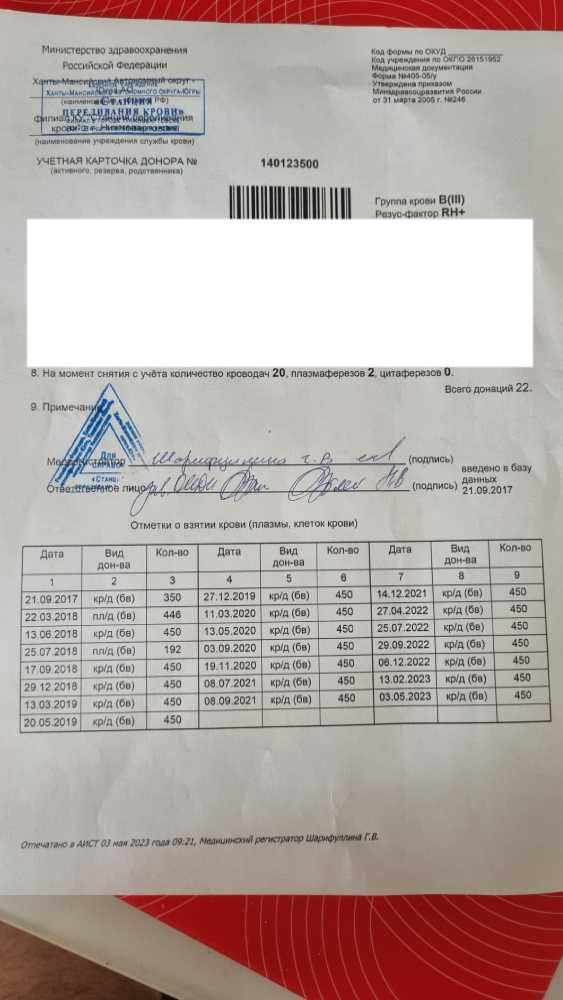 Министерство здравоохранения
Российской Федерации
Ханты-Мансийский Автономный округ -
(наименование РФ)
«СТАНЦИЯ
ПЕРЕЛИВАНИЯ КРОВИ»
филиал
крови" в Нижневартовске
(наименование учреждения службы крови)
УЧЕТНАЯ КАРТОЧКА ДОНОРА №
(активного, резерва, родственника)
140123500
Код формы по ОКУД
Код учреждения по ОКПО 26151952
Медицинская документация
Форма №405-05/у
Утверждена приказом
Минздравсоцразвития России
от 31 марта 2005 г. №246
Группа крови B(III)
Резус-фактор RH+
8. На момент снятия с учёта количество кроводач 20, плазмаферезов 2, цитаферезов 0.
Всего донаций 22.
9. Примечание
Для
СПРАВОК
«СТАНЦ
Медрегистратор Шарифуллина Г.В. (подпись)
Ответственное лицо (подпись)
введено в базу
данных
21.09.2017
Отметки о взятии крови (плазмы, клеток крови)
Дата Вид дон-ва Кол-во Дата Вид дон-ва Кол-во Дата Вид дон-ва Кол-во
1 2 3 4 5 6 7 8 9
21.09.2017 кр/д (бв) 350 27.12.2019 кр/д (бв) 450 14.12.2021 кр/д (бв) 450
22.03.2018 пл/д (бв) 446 11.03.2020 кр/д (бв) 450 27.04.2022 кр/д (бв) 450
13.06.2018 кр/д (бв) 450 13.05.2020 кр/д (бв) 450 25.07.2022 кр/д (бв) 450
25.07.2018 пл/д (бв) 192 03.09.2020 кр/д (бв) 450 29.09.2022 кр/д (бв) 450
17.09.2018 кр/д (бв) 450 19.11.2020 кр/д (бв) 450 06.12.2022 кр/д (бв) 450
29.12.2018 кр/д (бв) 450 08.07.2021 кр/д (бв) 450 13.02.2023 кр/д (бв) 450
13.03.2019 кр/д (бв) 450 08.09.2021 кр/д (бв) 450 03.05.2023 кр/д (бв) 450
20.05.2019 кр/д (бв) 450
Отпечатано в АИСТ 03 мая 2023 года 09:21, Медицинский регистратор Шарифуллина Г.В.